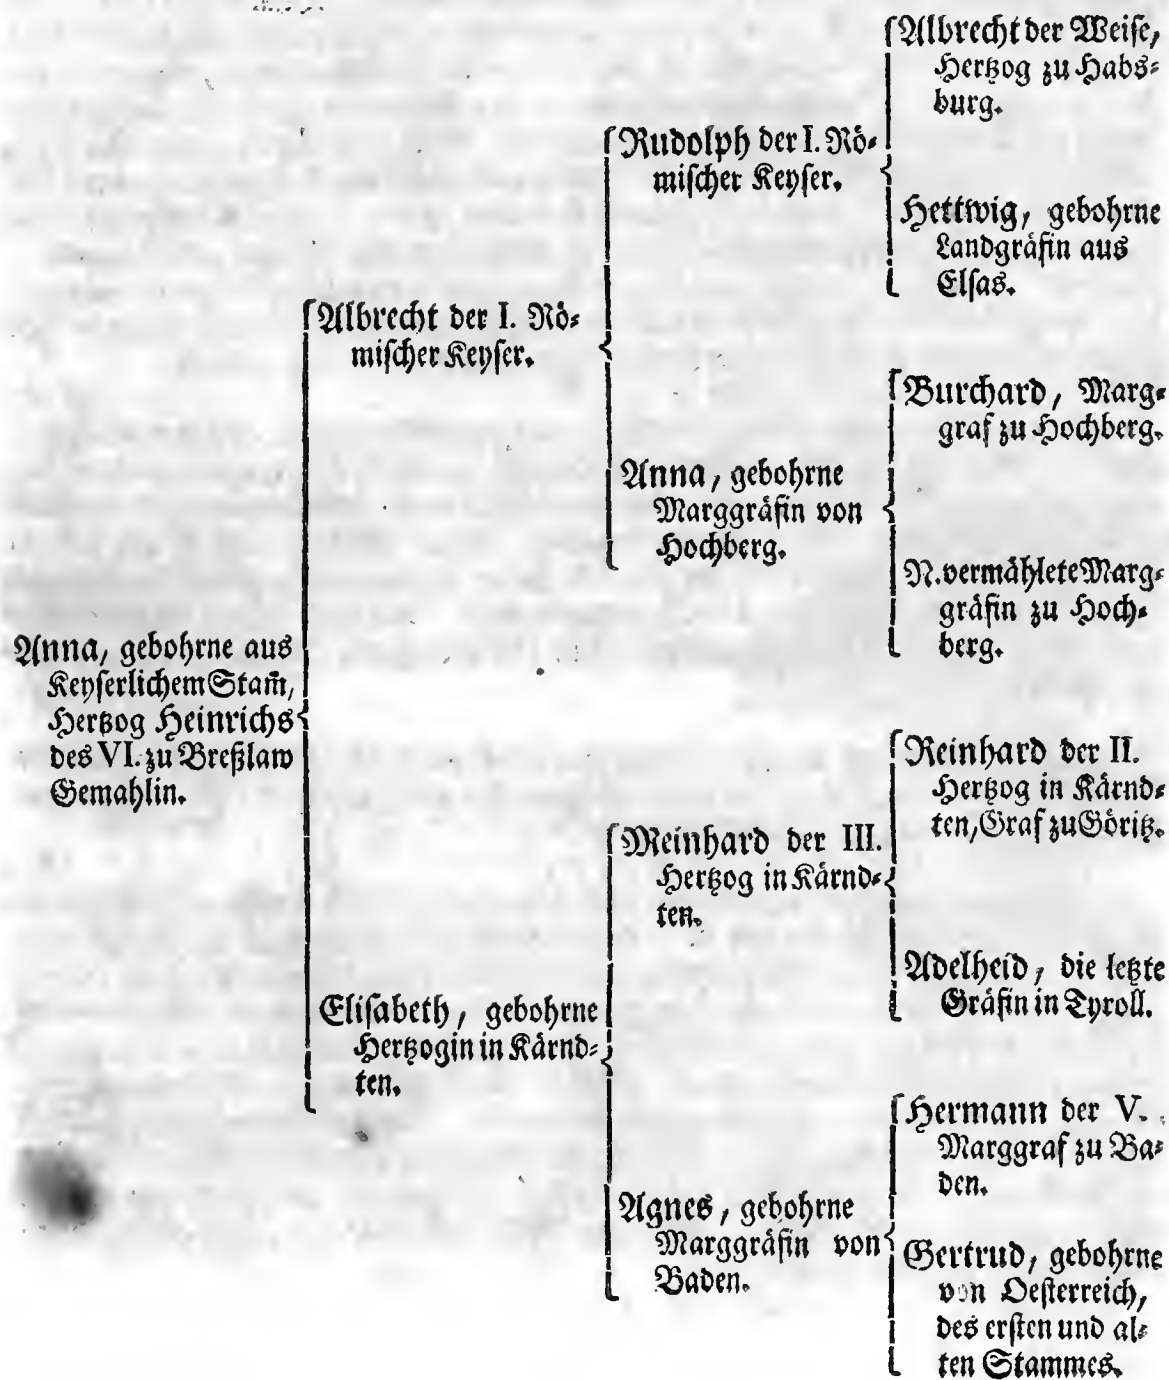 Anna, gebohrne aus
Keyserlichem Stam̃,
Hertzog Heinrichs
des VI. zu Breßlaw
Gemahlin.
Albrecht der I. Rö-
mischer Keyser.
Elisabeth, gebohrne
Hertzogin in Kärnd-
ten.
Rudolph der I. Rö-
mischer Keyser.
Anna, gebohrne
Marggräfin von
Hochberg.
Meinhard der III.
Hertzog in Kärnd-
ten.
Agnes, gebohrne
Marggräfin von
Baden.
Albrecht der Weise,
Hertzog zu Habs-
burg.
Hettwig, gebohrne
Landgräfin aus
Elsas.
Burchard, Marg-
graf zu Hochberg.
N. vermählete Marg-
gräfin zu Hoch-
berg.
Reinhard der II.
Hertzog in Kärnd-
ten, Graf zu Göritz.
Adelheid, die letzte
Gräfin in Tyroll.
Hermann der V.
Marggraf zu Ba-
den.
Gertrud, gebohrne
von Oesterreich,
des ersten und al-
ten Stammes.